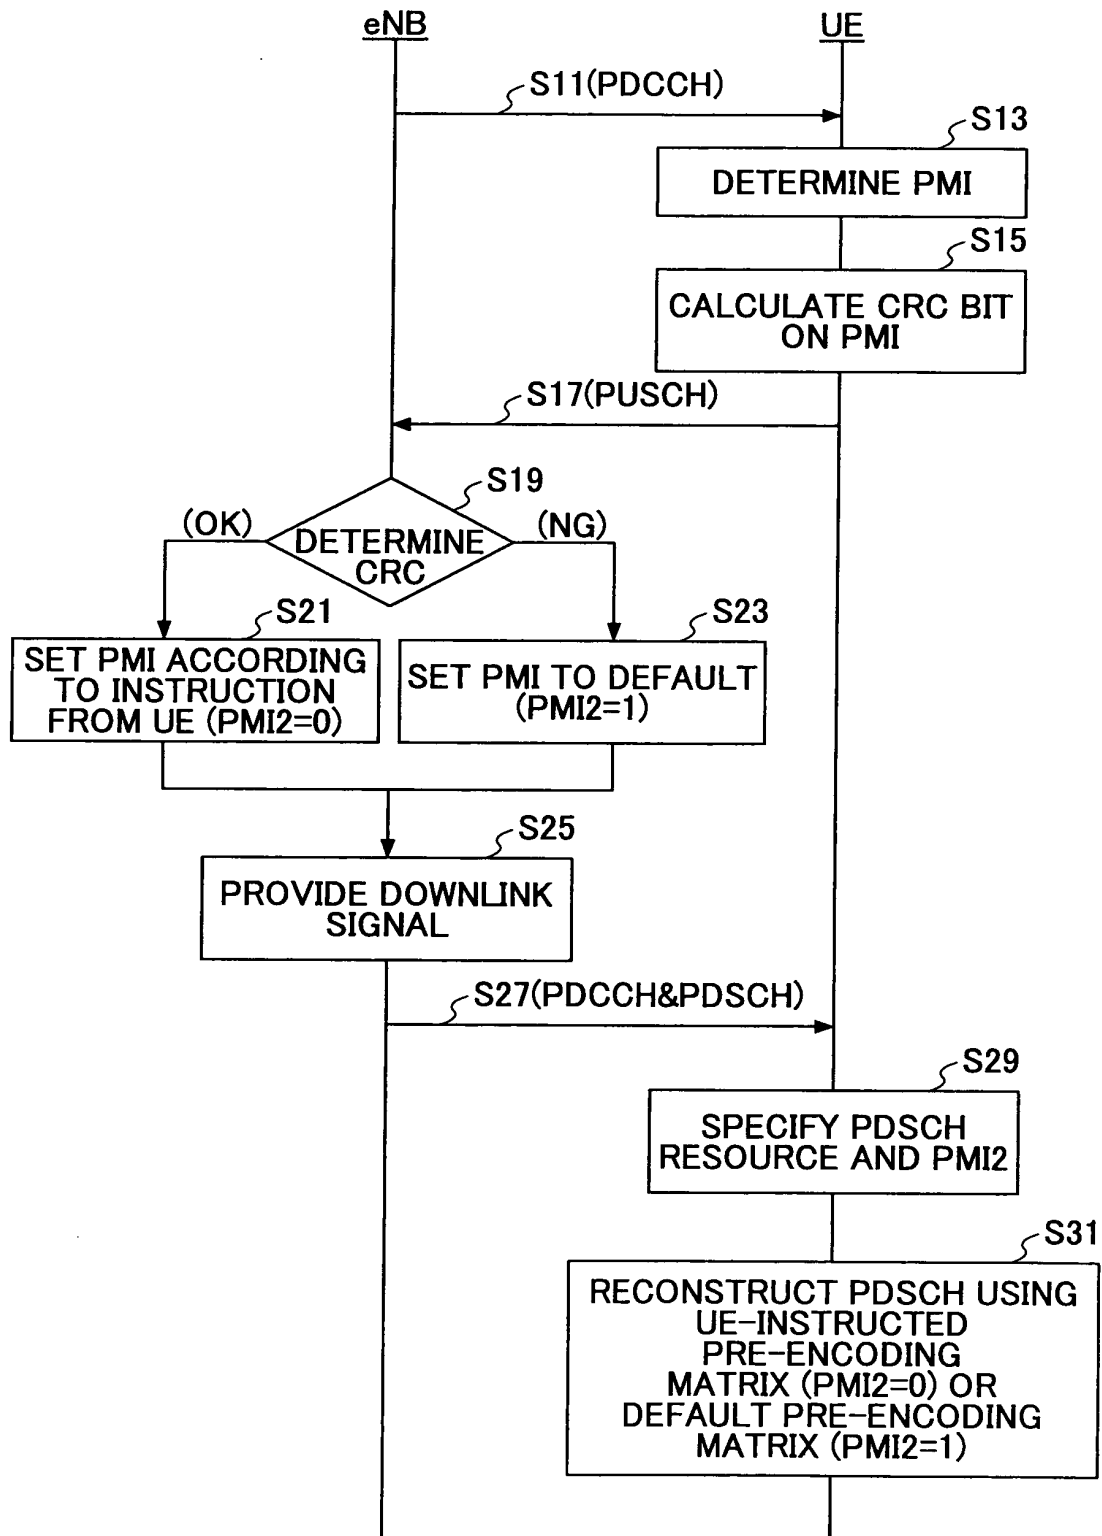 eNB
UE
S11(PDCCH)
S13
DETERMINE PMI
S15
CALCULATE CRC BIT
ON PMI
S17(PUSCH)
S19
(OK)
(NG)
DETERMINE
CRC
S21
S23
SET PMI ACCORDING
TO INSTRUCTION
FROM UE (PMI2=0)
SET PMI TO DEFAULT
(PMI2=1)
S25
PROVIDE DOWNLINK
SIGNAL
S27(PDCCH&PDSCH)
S29
SPECIFY PDSCH
RESOURCE AND PMI2
S31
RECONSTRUCT PDSCH USING
UE-INSTRUCTED
PRE-ENCODING
MATRIX (PMI2=0) OR
DEFAULT PRE-ENCODING
MATRIX (PMI2=1)